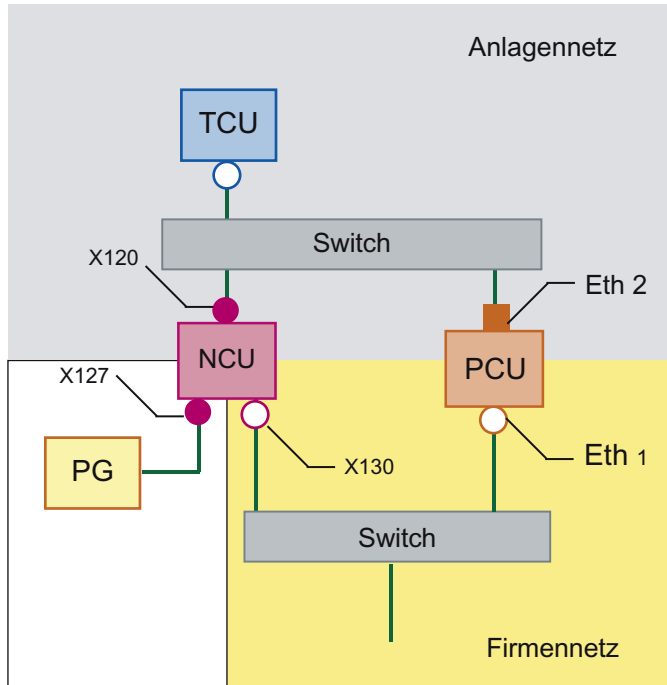 Anlagennetz
TCU
Switch
X120
Eth 2
NCU
PCU
X127
PG
X130
Eth 1
Switch
Firmennetz